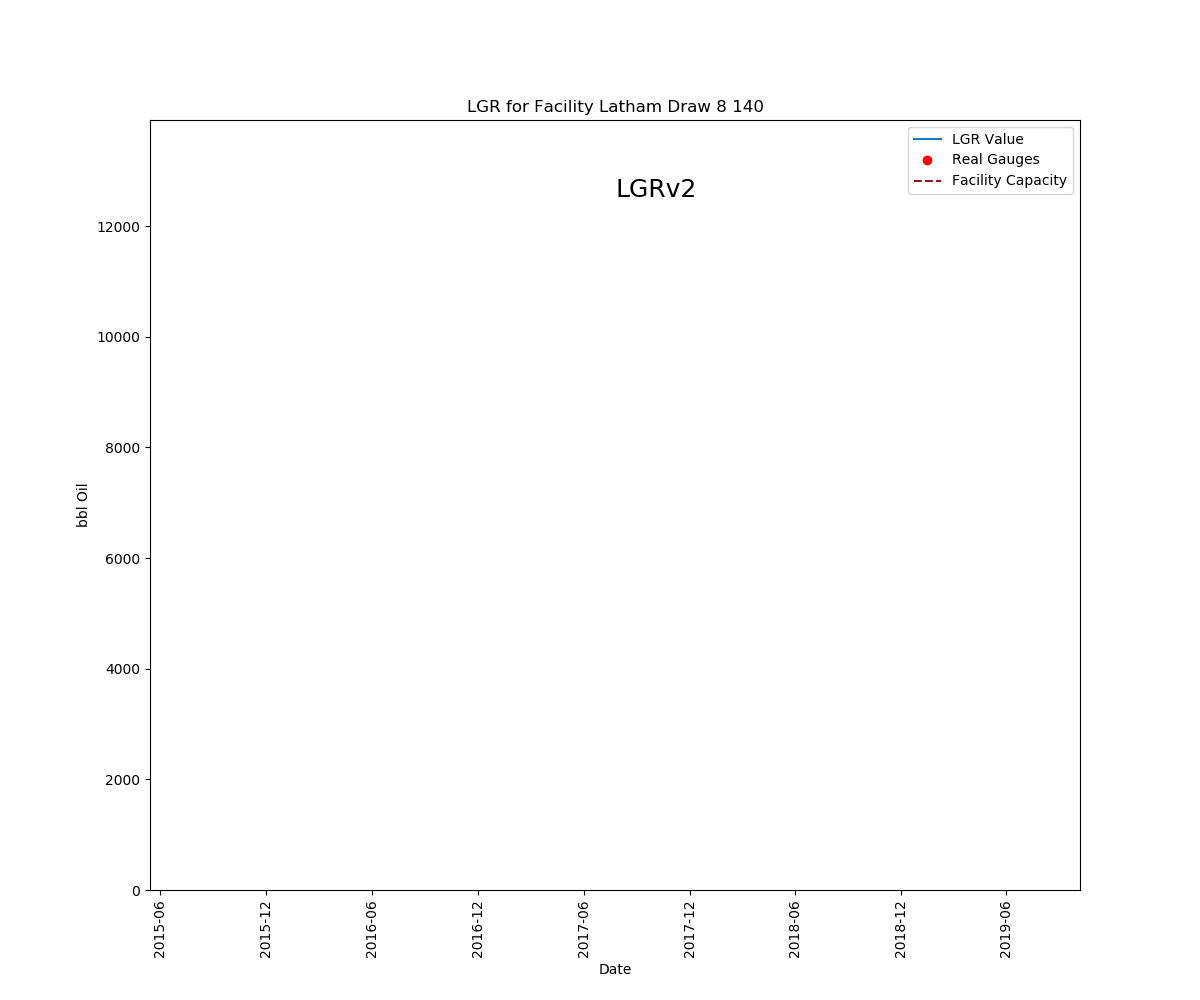 LGR for Facility Latham Draw 8 140
LGR Value
Real Gauges
Facility Capacity
LGRv2
12000
10000
8000
6000
4000
2000
0
bbl Oil
2015-06
2015-12
2016-06
2016-12
2017-06
2017-12
2018-06
2018-12
2019-06
Date